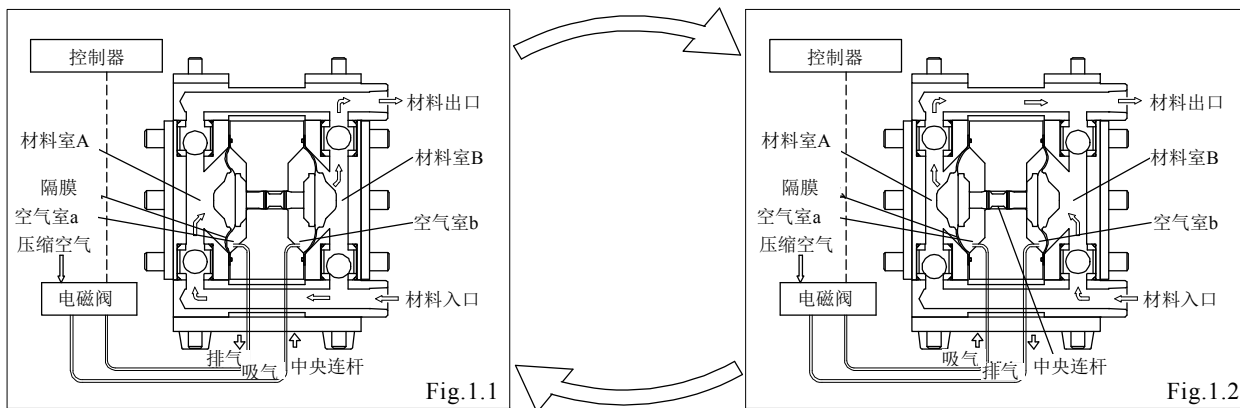 控制器
材料出口
材料室A
材料室B
隔膜
空气室a
空气室b
压缩空气
电磁阀
材料入口
排气
吸气
中央连杆
Fig.1.1
控制器
材料出口
材料室A
材料室B
隔膜
空气室a
空气室b
压缩空气
电磁阀
材料入口
吸气
排气
中央连杆
Fig.1.2